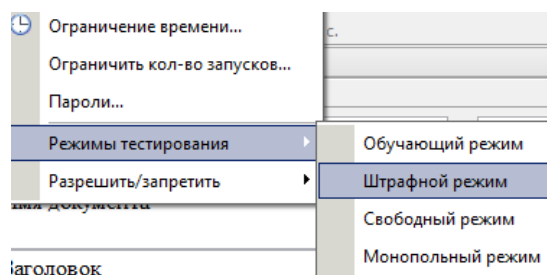 Ограничение времени...
с.
Ограничить кол-во запусков...
Пароли...
Режимы тестирования
Обучающий режим
Разрешить/запретить
Штрафной режим
документа
Свободный режим
Монопольный режим
Заголовок